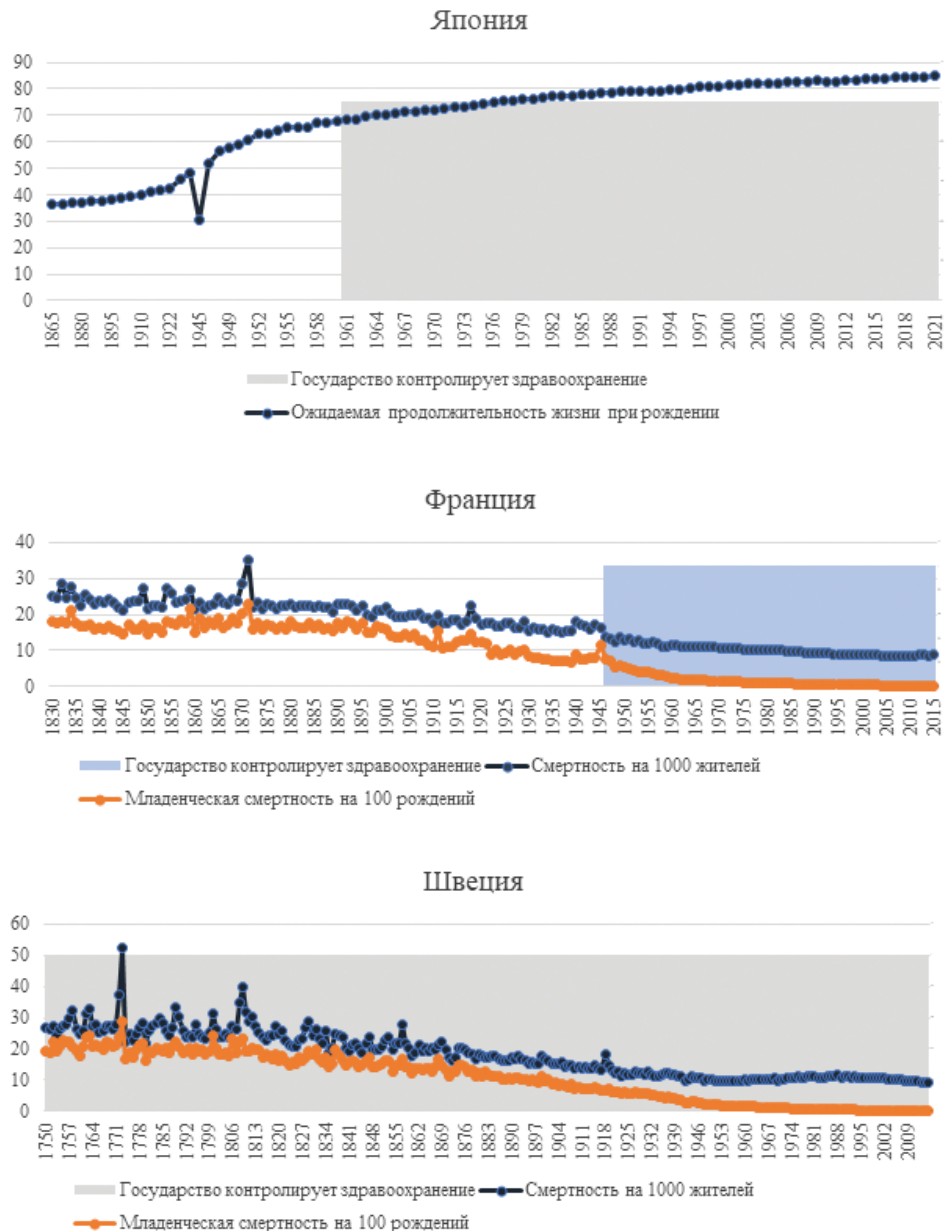 Япония
90
80
70
60
50
40
30
20
10
0
1865 1880 1895 1910 1922 1945 1949 1952 1955 1958 1961 1964 1967 1970 1973 1976 1979 1982 1985 1988 1991 1994 1997 2000 2003 2006 2009 2012 2015 2018 2021
Государство контролирует здравоохранение
Ожидаемая продолжительность жизни при рождении
Франция
40
30
20
10
0
1830 1835 1840 1845 1850 1855 1860 1865 1870 1875 1880 1885 1890 1895 1900 1905 1910 1915 1920 1925 1930 1935 1940 1945 1950 1955 1960 1965 1970 1975 1980 1985 1990 1995 2000 2005 2010 2015
Государство контролирует здравоохранение Смертность на 1000 жителей
Младенческая смертность на 100 рождений
Швеция
60
50
40
30
20
10
0
1750 1757 1764 1771 1778 1785 1792 1799 1806 1813 1820 1827 1834 1841 1848 1855 1862 1869 1876 1883 1890 1897 1904 1911 1918 1925 1932 1939 1946 1953 1960 1967 1974 1981 1988 1995 2002 2009
Государство контролирует здравоохранение Смертность на 1000 жителей
Младенческая смертность на 100 рождений